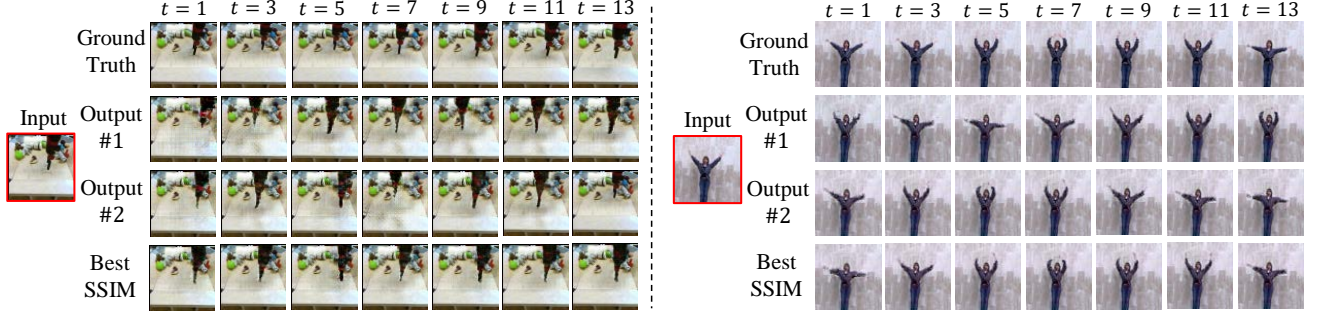 t = 1 t = 3 t = 5 t = 7 t = 9 t = 11 t = 13
Ground
Truth
Input
Output
#1
Output
#2
Best
SSIM
t = 1 t = 3 t = 5 t = 7 t = 9 t = 11 t = 13
Ground
Truth
Input
Output
#1
Output
#2
Best
SSIM